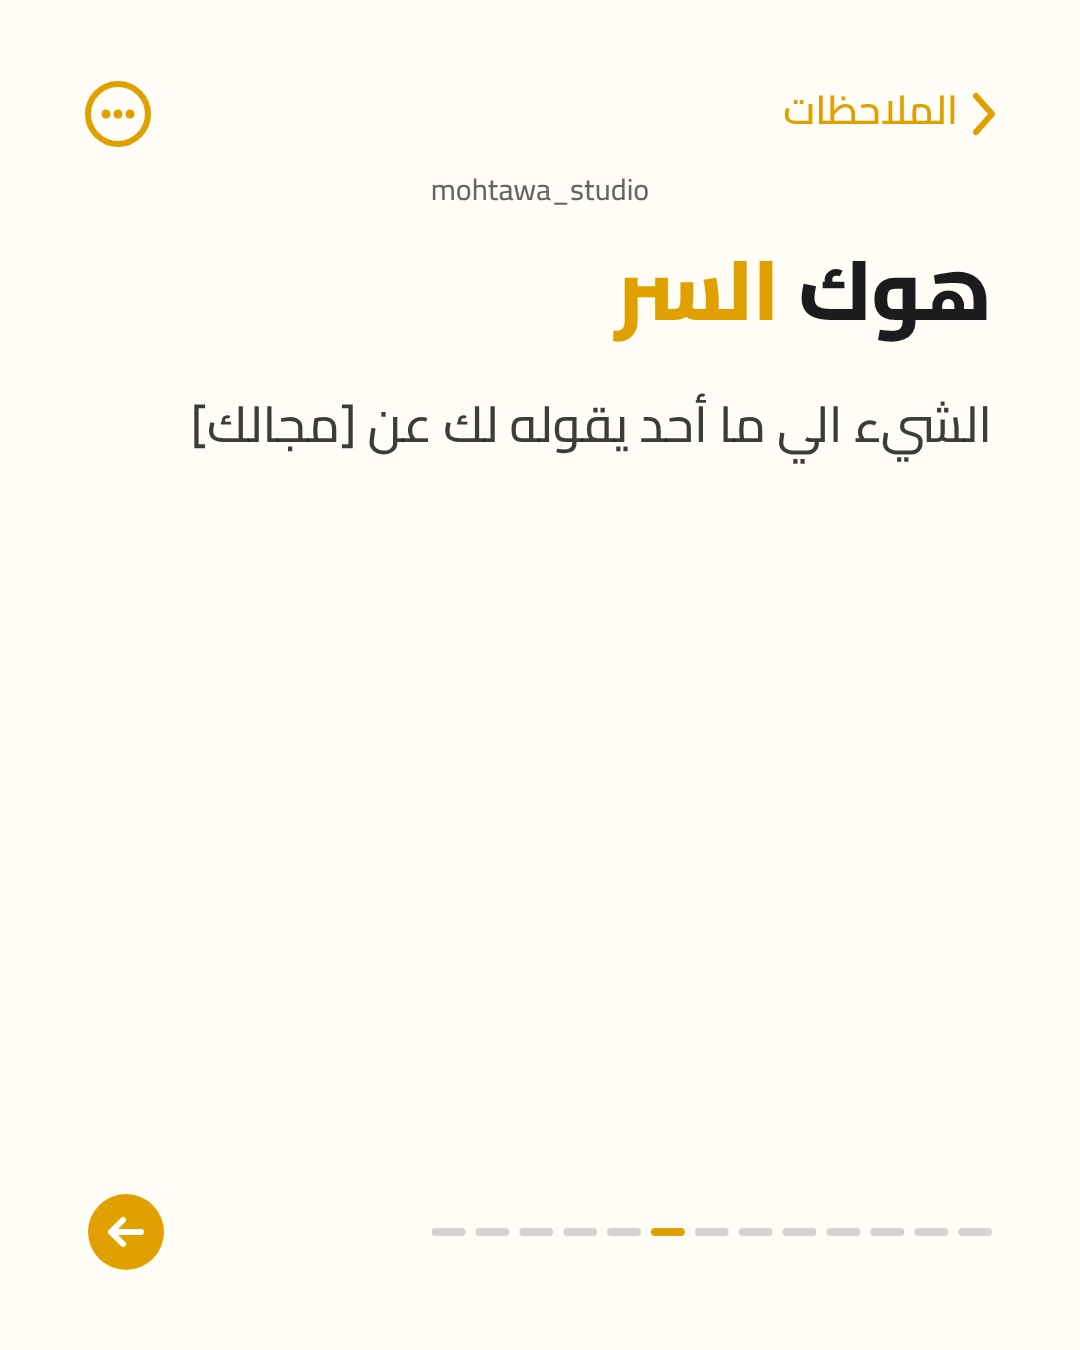 الملاحظات
mohtawa_studio
هوك السر
الشيء الي ما أحد يقوله لك عن [مجالك]